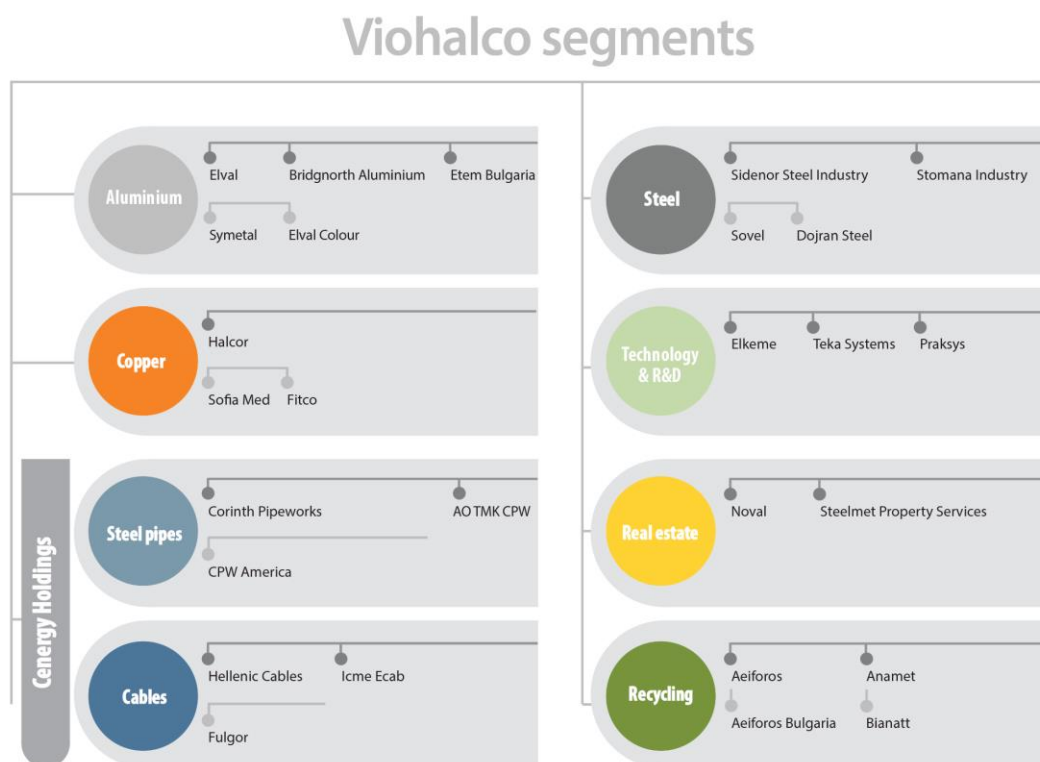 Viohalco segments
Aluminium
Elval
Bridgnorth Aluminium
Etem Bulgaria
Symetal
Elval Colour
Copper
Halcor
Sofia Med
Fitco
Cenergy Holdings
Steel pipes
Corinth Pipeworks
AO TMK CPW
CPW America
Cables
Hellenic Cables
Icme Ecab
Fulgor
Steel
Sidenor Steel Industry
Stomana Industry
Sovel
Dojran Steel
Technology
& R&D
Elkeme
Teka Systems
Praksys
Real estate
Noval
Steelmet Property Services
Recycling
Aeiforos
Anamet
Aeiforos Bulgaria
Bianatt